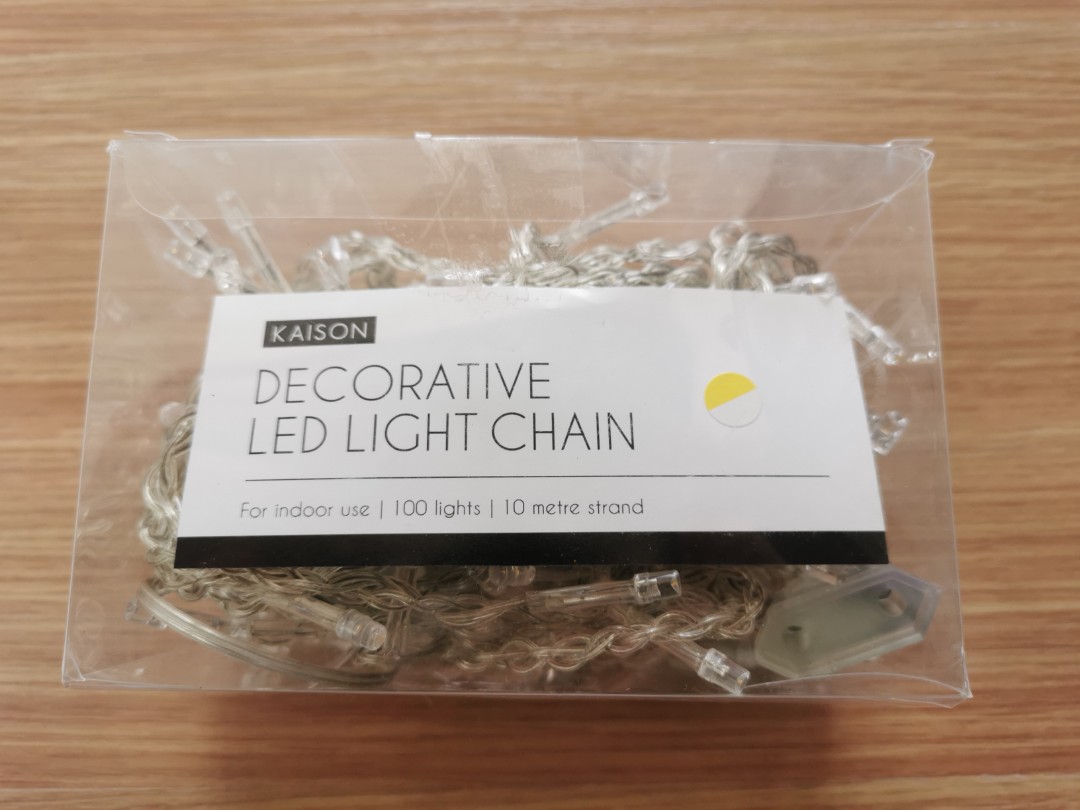 KAISON
DECORATIVE
LED LIGHT CHAIN
For indoor use | 100 lights | 10 metre strand